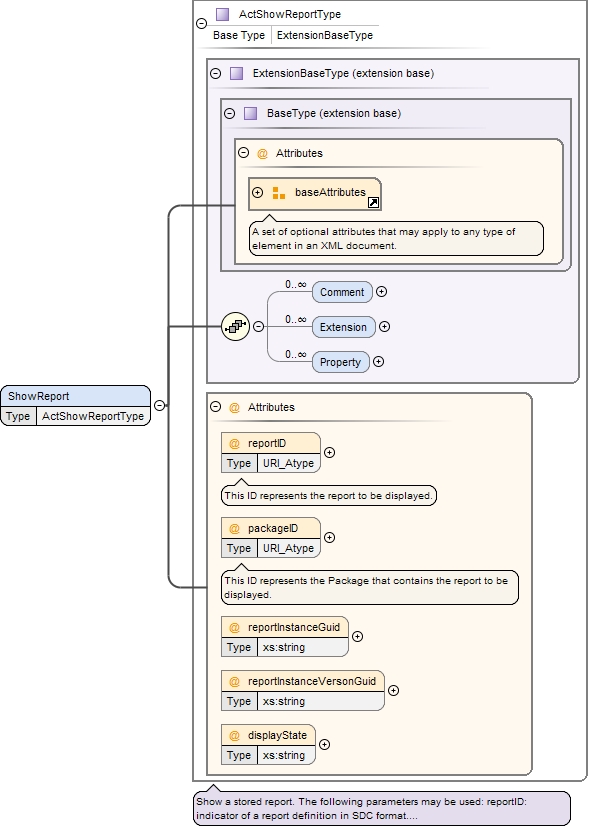 ActShowReportType
Base Type ExtensionBaseType
ExtensionBaseType (extension base)
BaseType (extension base)
@ Attributes
baseAttributes
A set of optional attributes that may apply to any type of
element in an XML document.
0..∞
Comment
0..∞
Extension
0..∞
Property
ShowReport
Type ActShowReportType
@ Attributes
@ reportID
Type URI_Atype
This ID represents the report to be displayed.
@ packageID
Type URI_Atype
This ID represents the Package that contains the report to be
displayed.
@ reportInstanceGuid
Type xs:string
@ reportInstanceVersonGuid
Type xs:string
@ displayState
Type xs:string
Show a stored report. The following parameters may be used: reportID:
indicator of a report definition in SDC format....